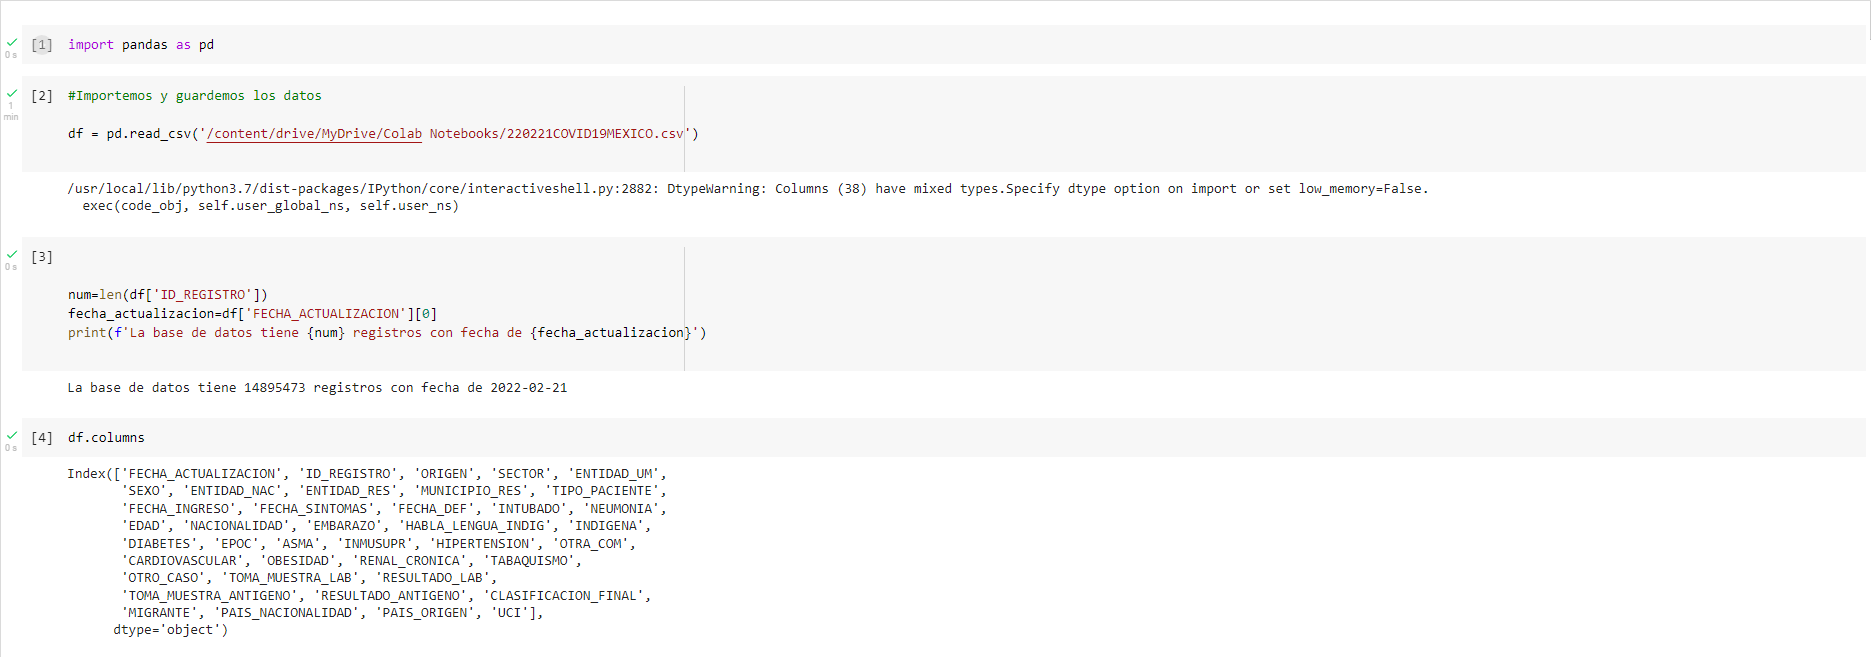 [1] import pandas as pd
0 s
[2] #Importemos y guardemos los datos
1
min
df = pd.read_csv('/content/drive/MyDrive/Colab Notebooks/220221COVID19MEXICO.csv')
/usr/local/lib/python3.7/dist-packages/IPython/core/interactiveshell.py:2882: DtypeWarning: Columns (38) have mixed types.Specify dtype option on import or set low_memory=False.
exec(code_obj, self.user_global_ns, self.user_ns)
[3]
0 s
num=len(df['ID_REGISTRO'])
fecha_actualizacion=df['FECHA_ACTUALIZACION'][0]
print(f'La base de datos tiene {num} registros con fecha de {fecha_actualizacion}')
La base de datos tiene 14895473 registros con fecha de 2022-02-21
[4] df.columns
0 s
Index(['FECHA_ACTUALIZACION', 'ID_REGISTRO', 'ORIGEN', 'SECTOR', 'ENTIDAD_UM',
'SEXO', 'ENTIDAD_NAC', 'ENTIDAD_RES', 'MUNICIPIO_RES', 'TIPO_PACIENTE',
'FECHA_INGRESO', 'FECHA_SINTOMAS', 'FECHA_DEF', 'INTUBADO', 'NEUMONIA',
'EDAD', 'NACIONALIDAD', 'EMBARAZO', 'HABLA_LENGUA_INDIG', 'INDIGENA',
'DIABETES', 'EPOC', 'ASMA', 'INMUSUPR', 'HIPERTENSION', 'OTRA_COM',
'CARDIOVASCULAR', 'OBESIDAD', 'RENAL_CRONICA', 'TABAQUISMO',
'OTRO_CASO', 'TOMA_MUESTRA_LAB', 'RESULTADO_LAB',
'TOMA_MUESTRA_ANTIGENO', 'RESULTADO_ANTIGENO', 'CLASIFICACION_FINAL',
'MIGRANTE', 'PAIS_NACIONALIDAD', 'PAIS_ORIGEN', 'UCI'],
dtype='object')